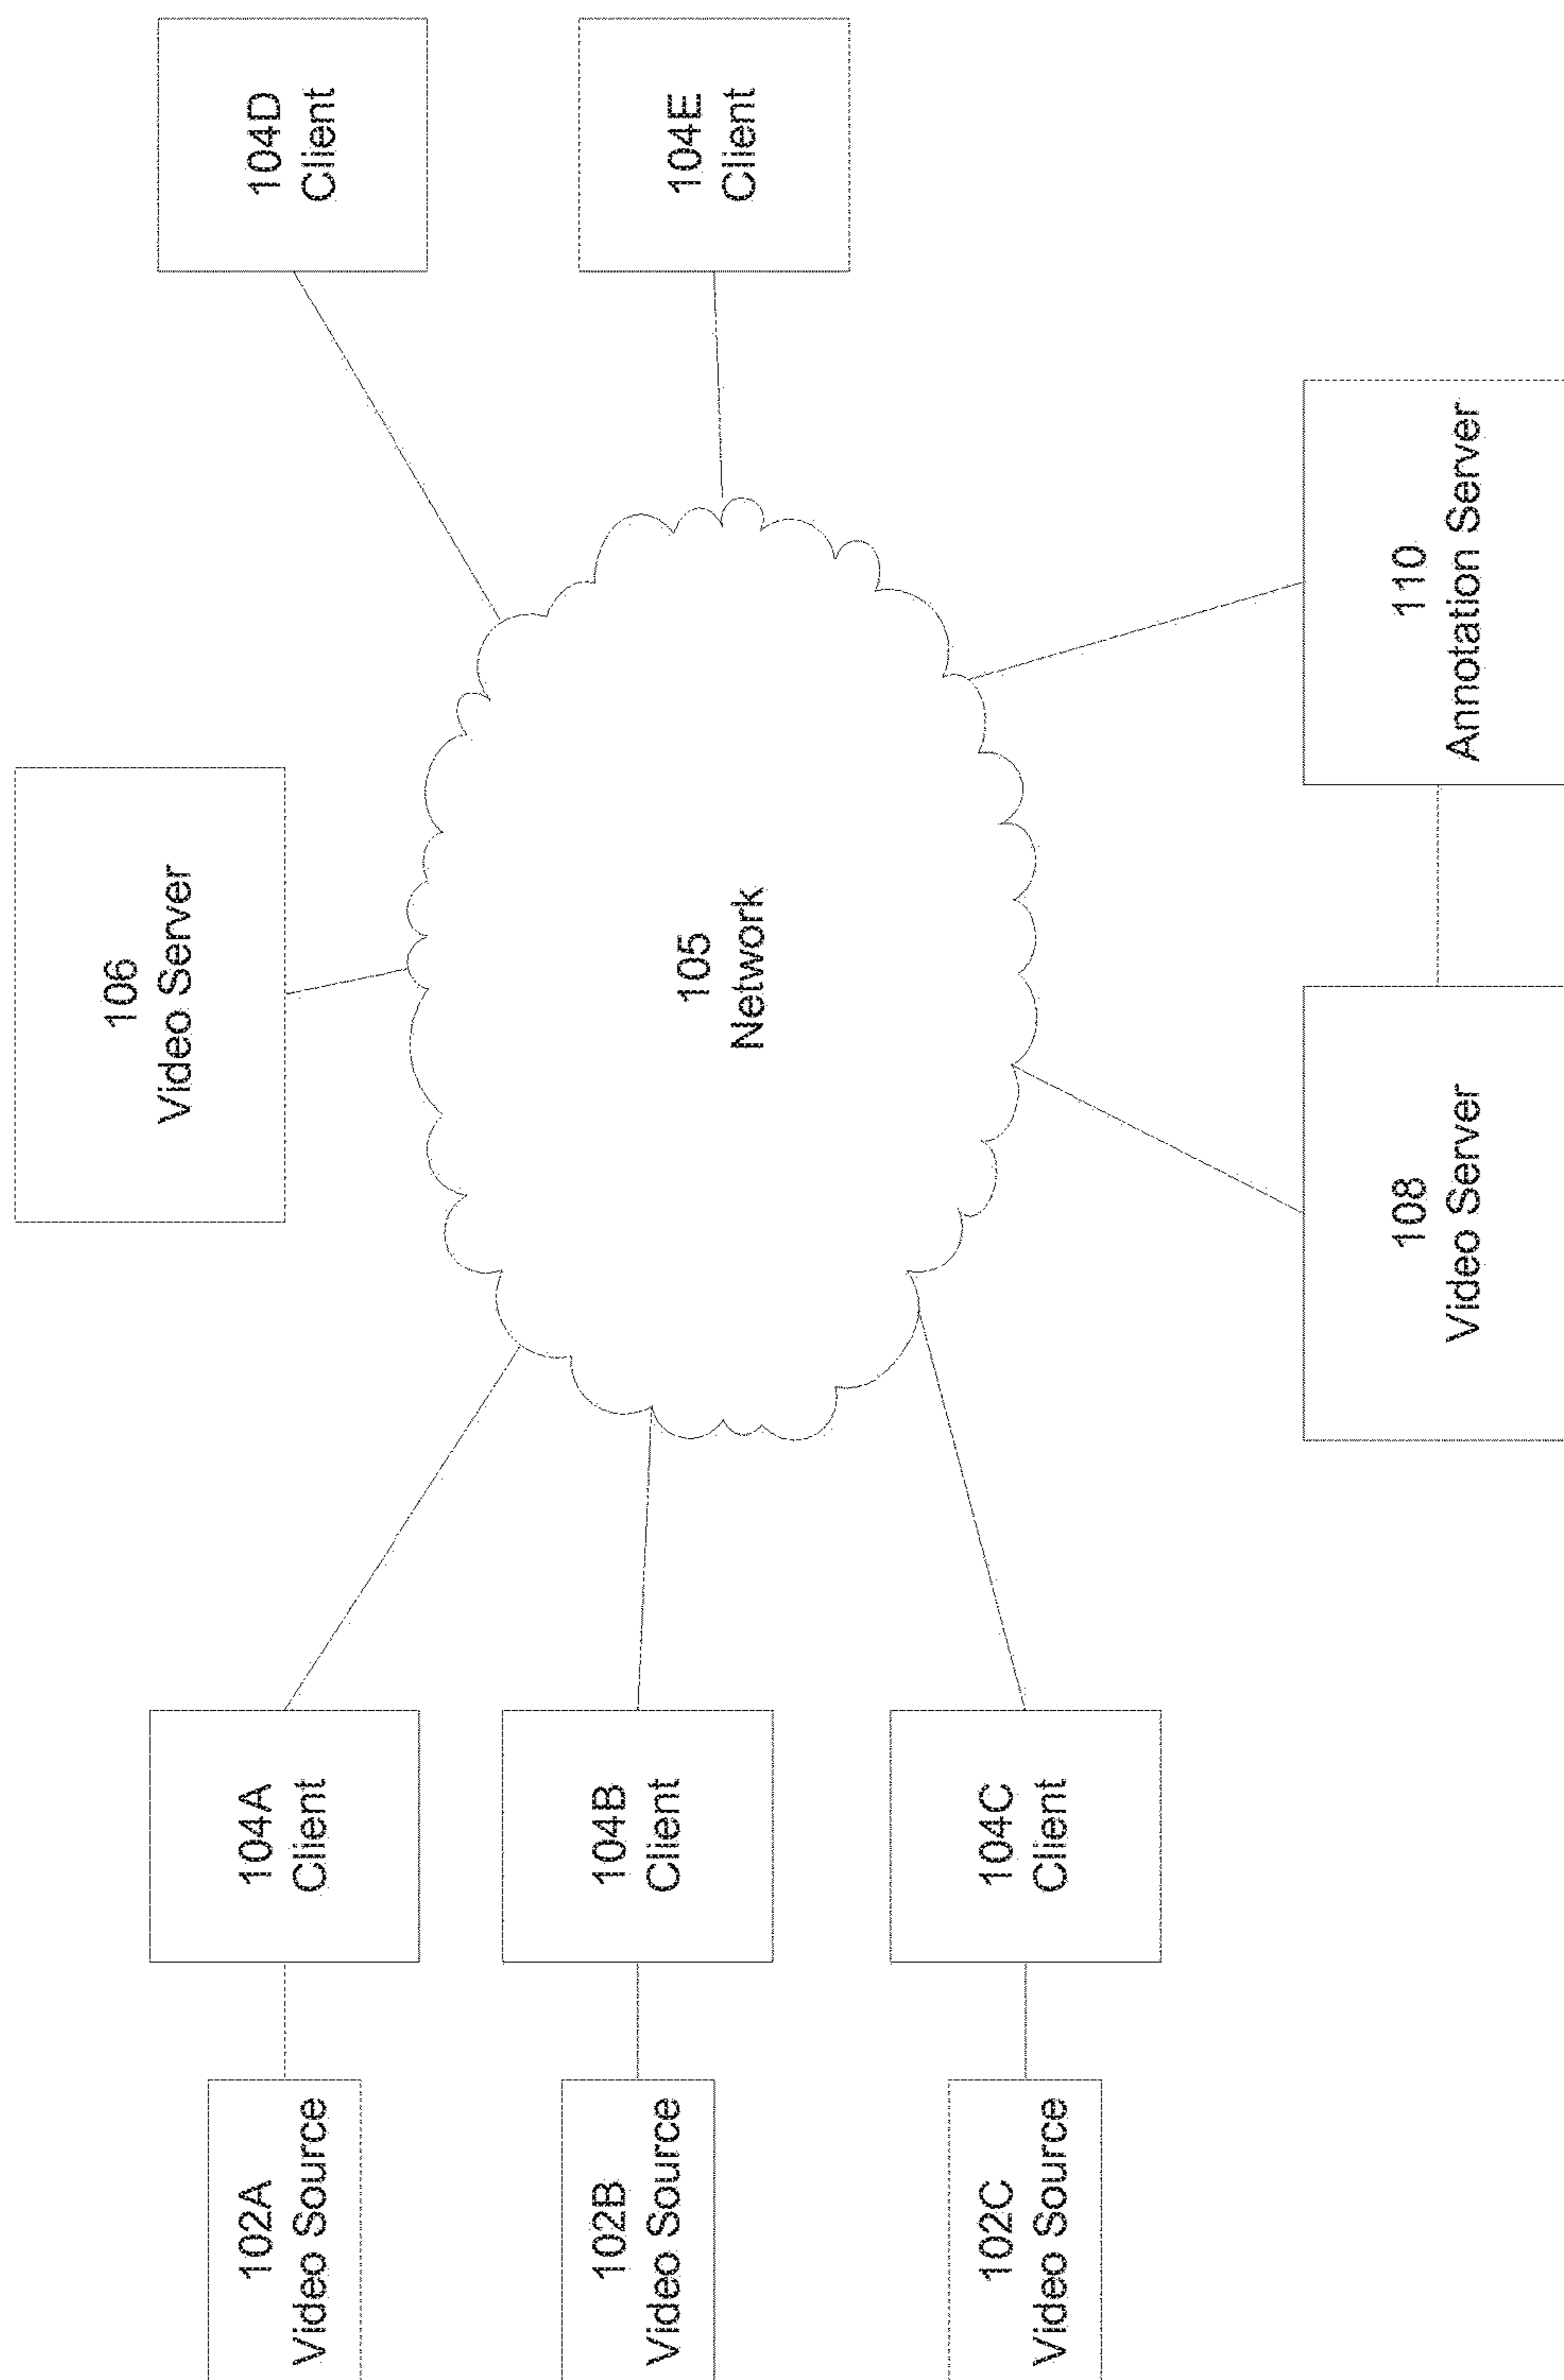 106
Video Server
104A
Client
102A
Video Source
104D
Client
104B
Client
102B
Video Source
105
Network
104E
Client
104C
Client
102C
Video Source
108
Video Server
110
Annotation Server